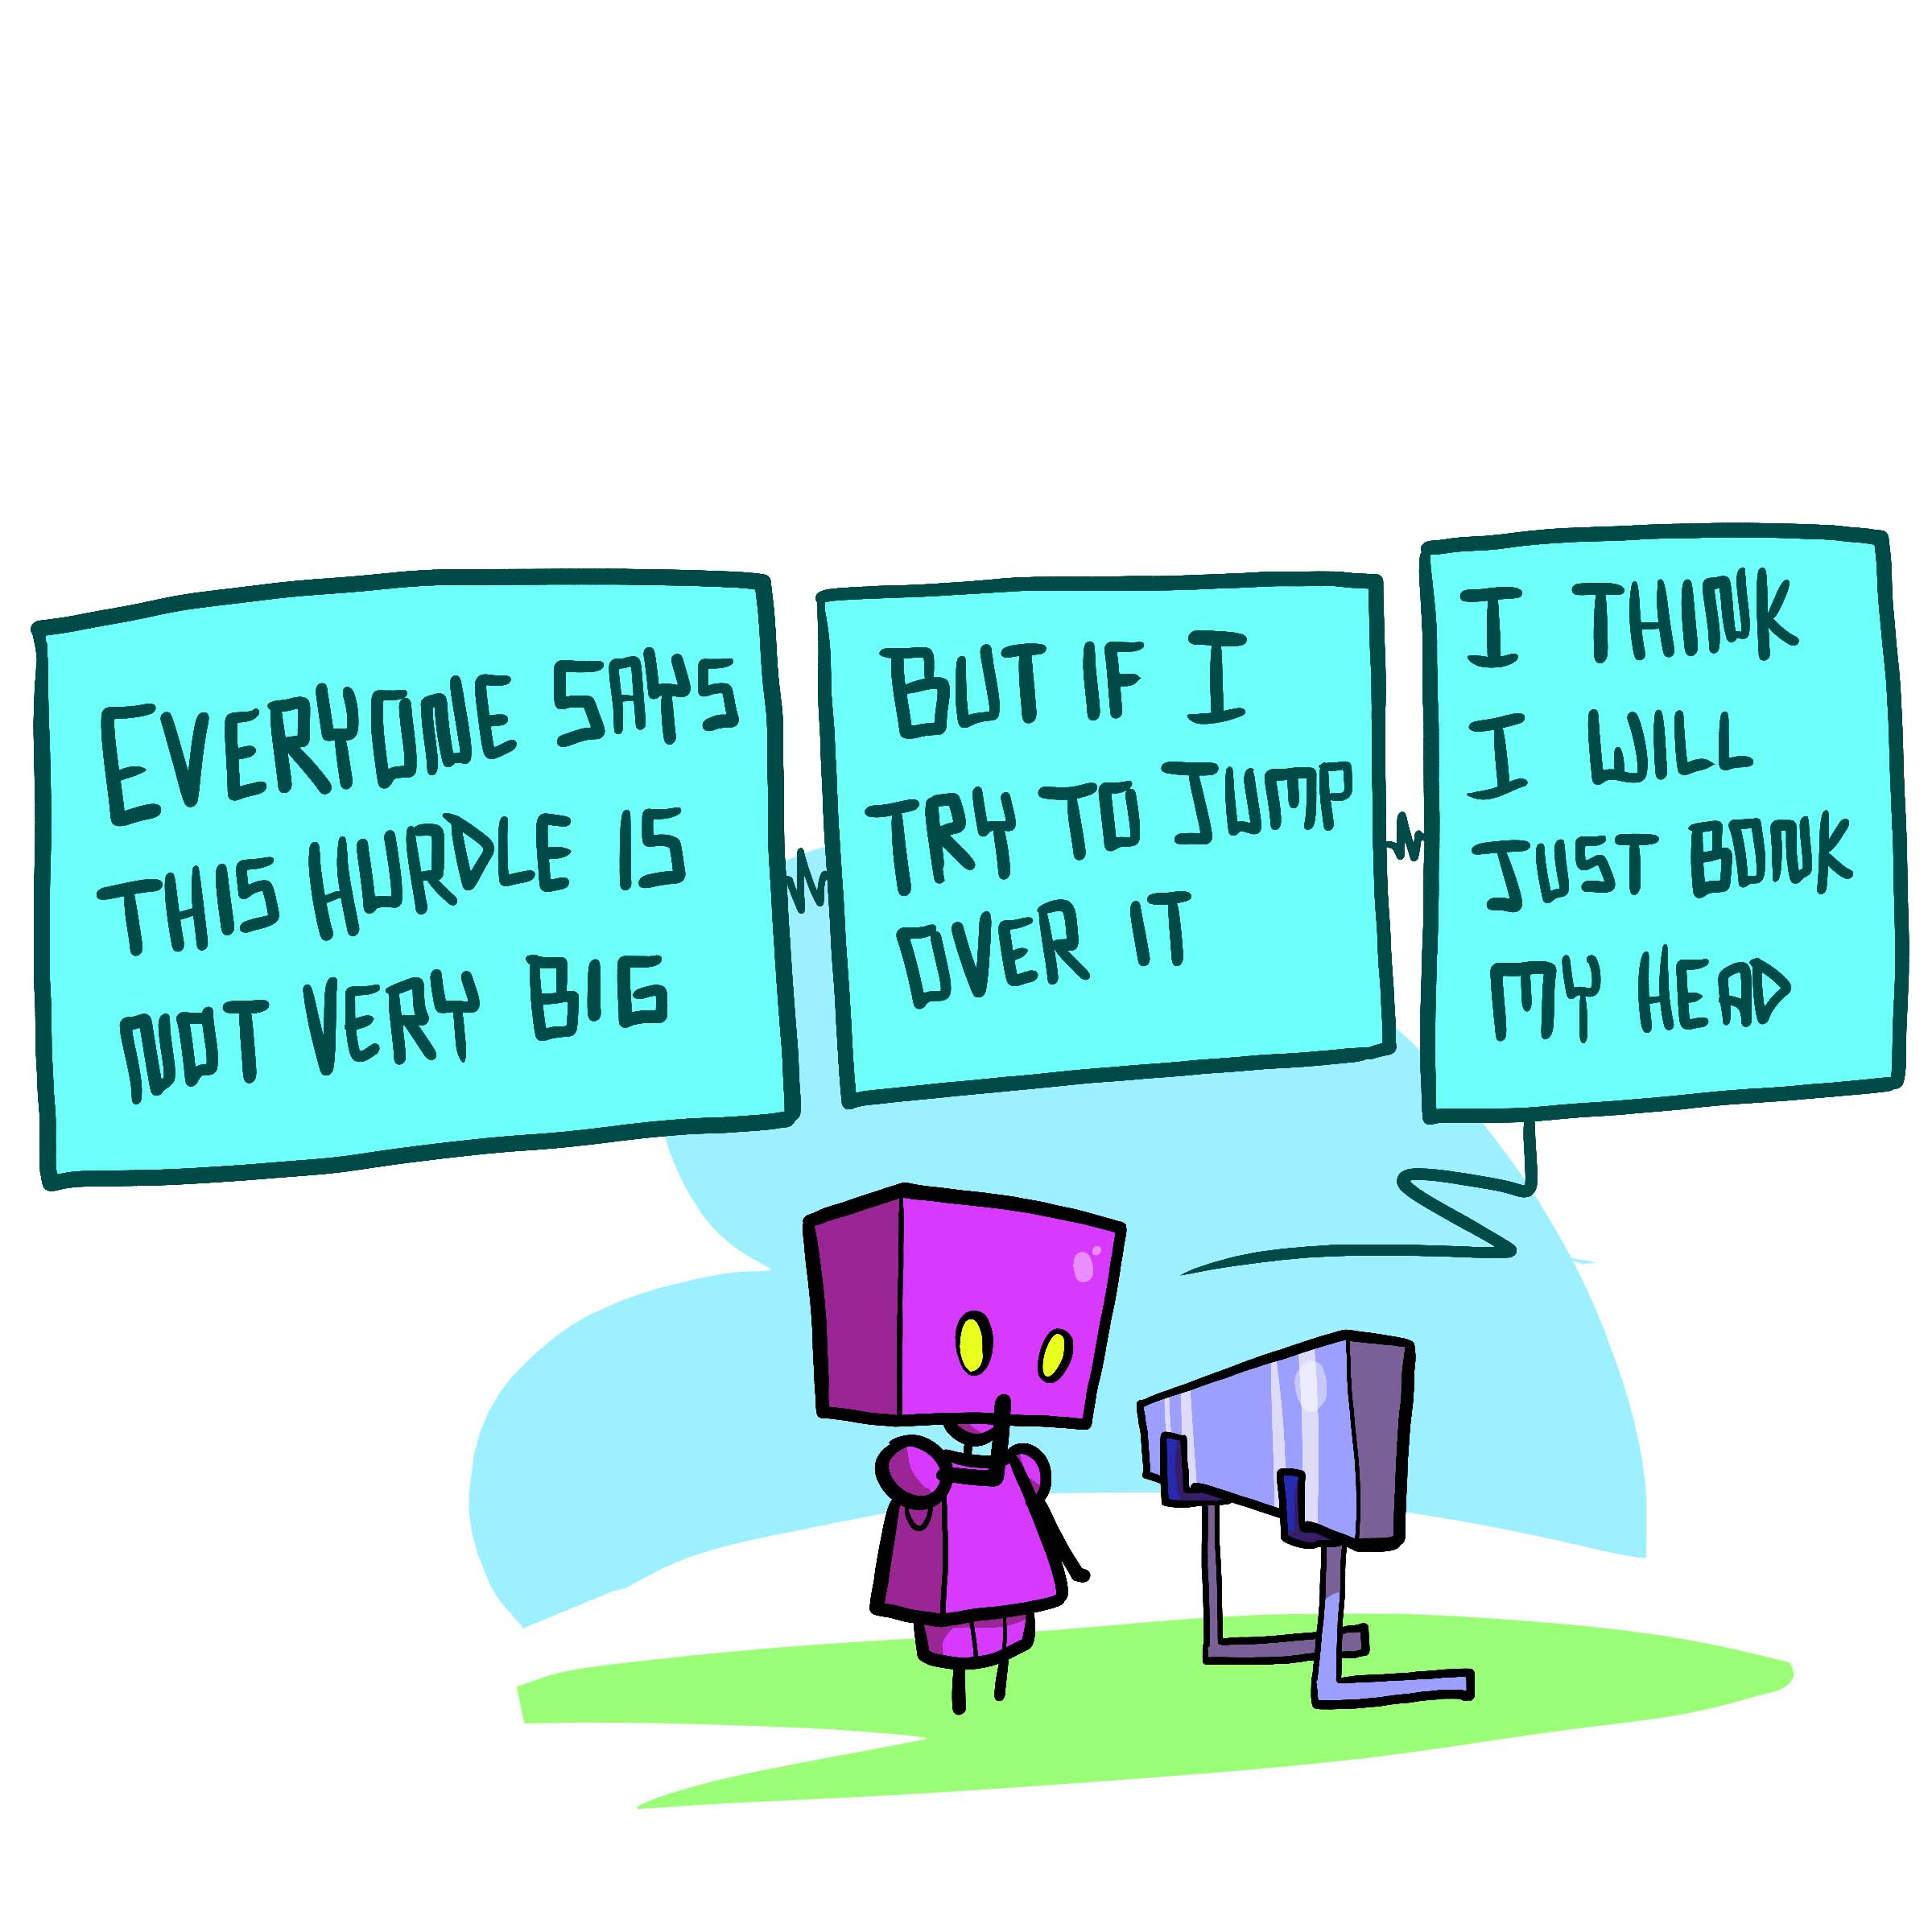 EVERYONE SAYS
THIS HURDLE IS
NOT VERY BIG
BUT IF I
TRY TO JUMP
OVER IT
I THINK
I WILL
JUST BONK
MY HEAD